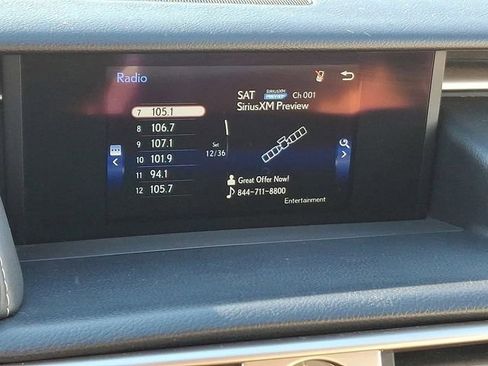 Radio
SAT SIRIUSXM PREVIEW Ch 001
SiriusXM Preview
7 105.1
8 106.7
9 107.1
10 101.9
11 94.1
12 105.7
Set
12/36
Great Offer Now!
844-711-8800
Entertainment